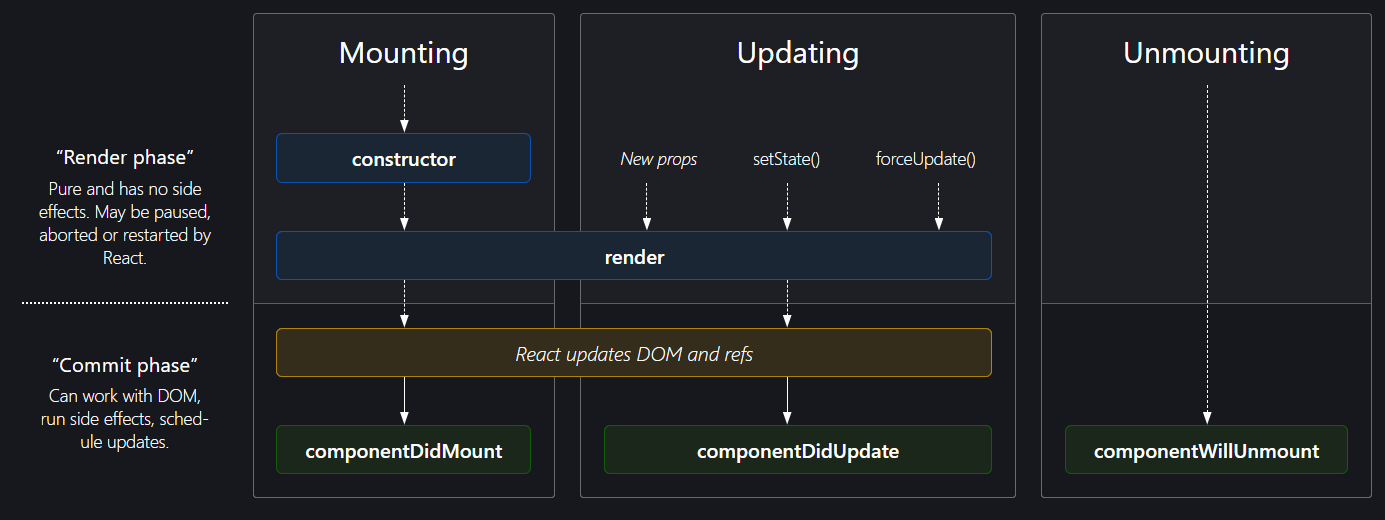 Mounting
Updating
Unmounting
“Render phase”
Pure and has no side
effects. May be paused,
aborted or restarted by
React.
constructor
New props
setState()
forceUpdate()
render
“Commit phase”
Can work with DOM,
run side effects, sched-
ule updates.
React updates DOM and refs
componentDidMount
componentDidUpdate
componentWillUnmount